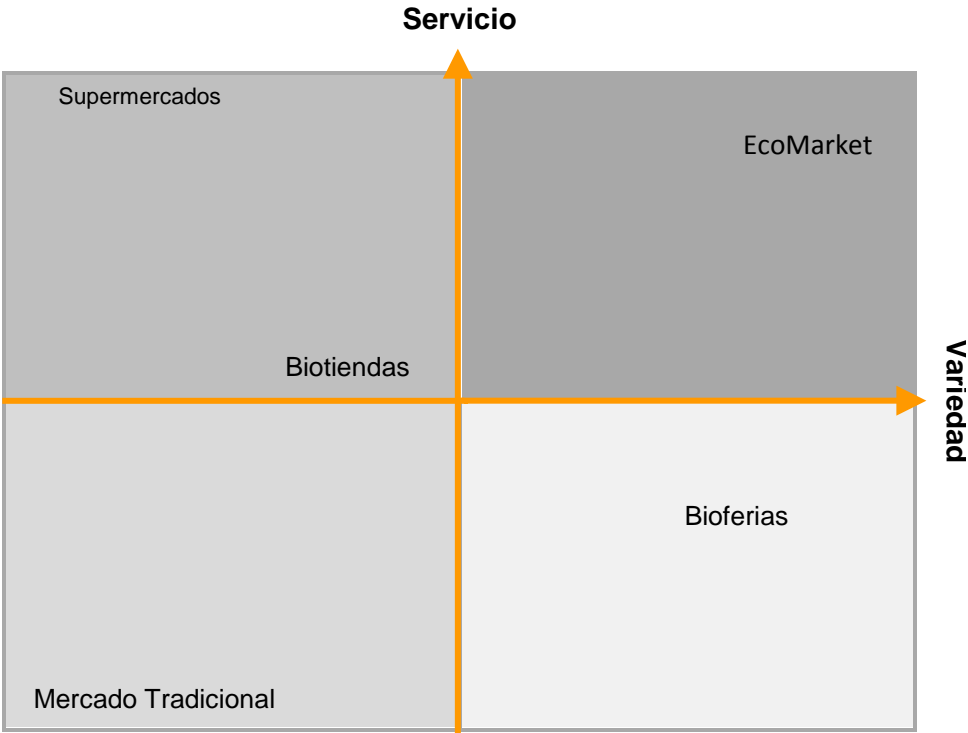 Servicio
Supermercados
EcoMarket
Biotiendas
Variedad
Bioferias
Mercado Tradicional